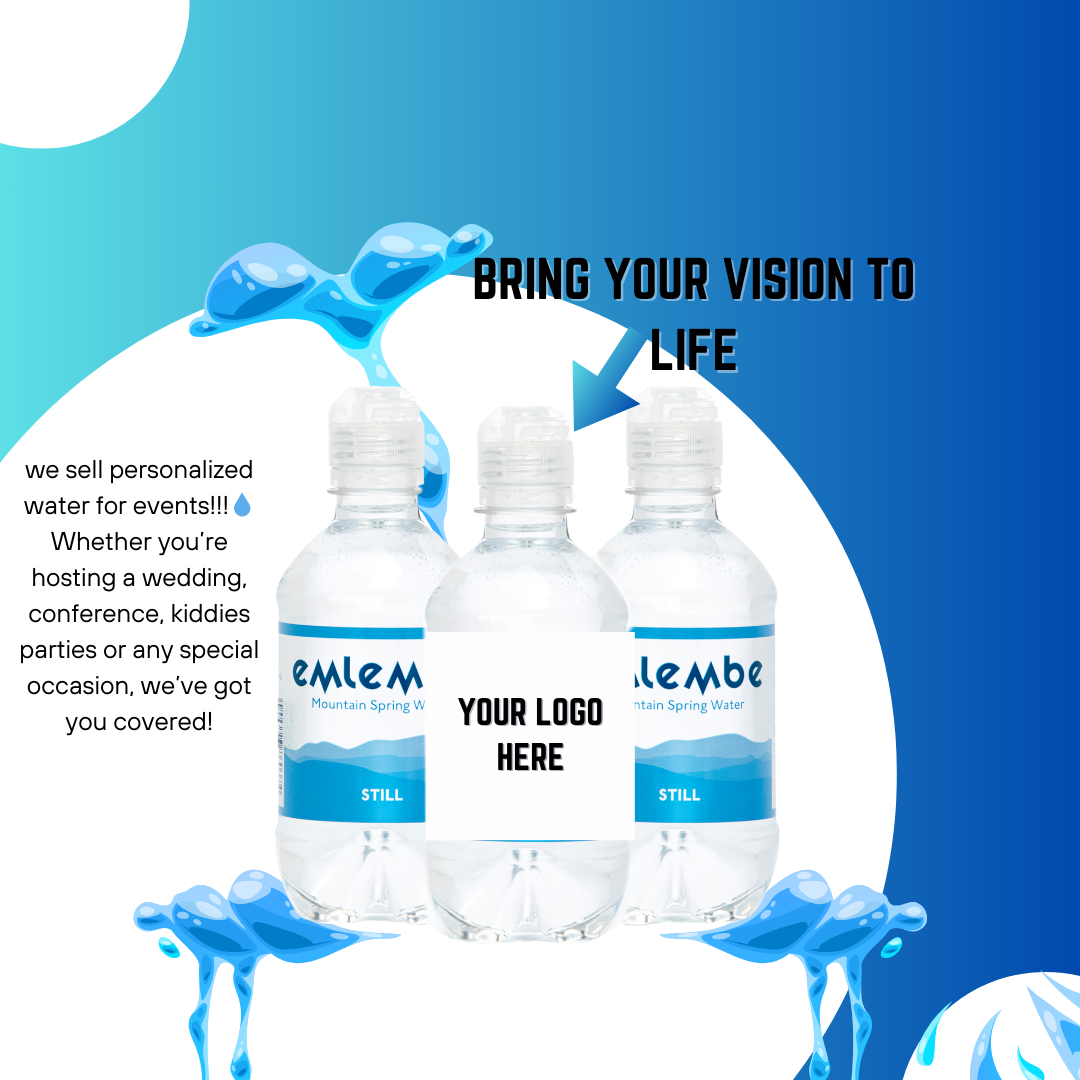 BRING YOUR VISION TO
LIFE
we sell personalized
water for events!!!💧
Whether you’re
hosting a wedding,
conference, kiddies
parties or any special
occasion, we’ve got
you covered!
emlem
Mountain Spring W
STILL
YOUR LOGO
HERE
lembe
ntain Spring Water
STILL